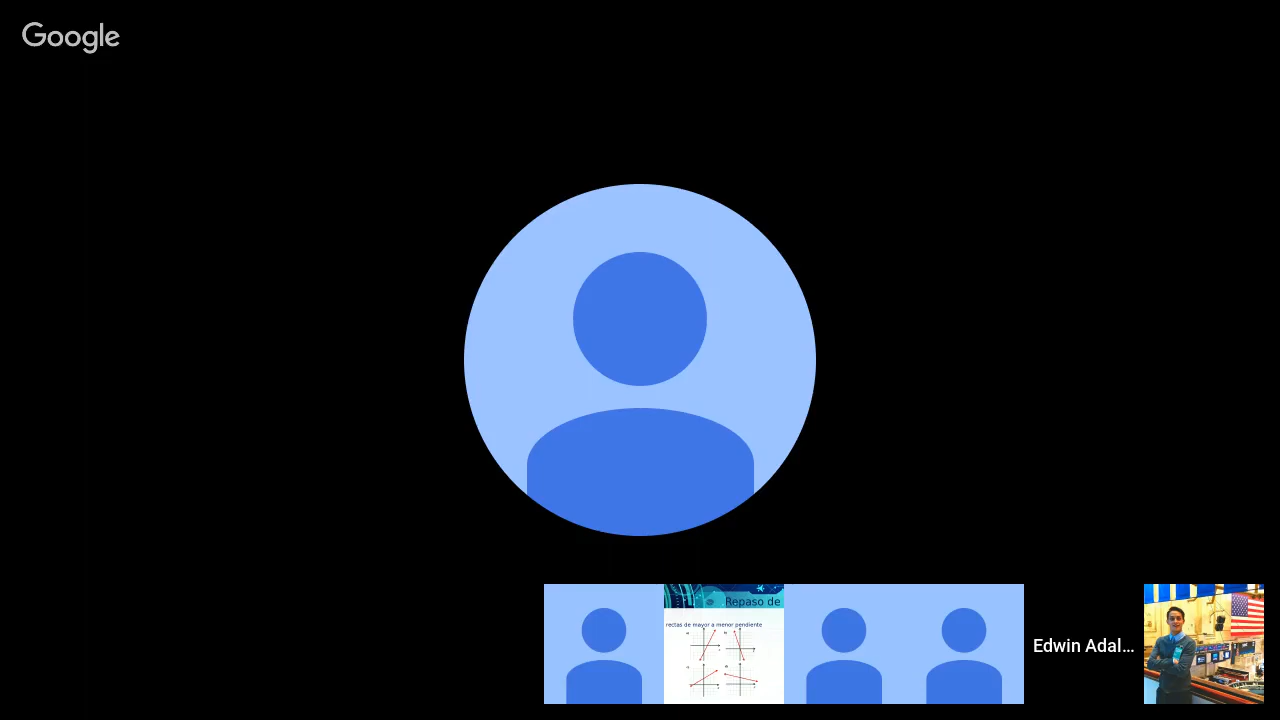 Google
Repaso de
rectas de mayor a menor pendiente
Edwin Adal...